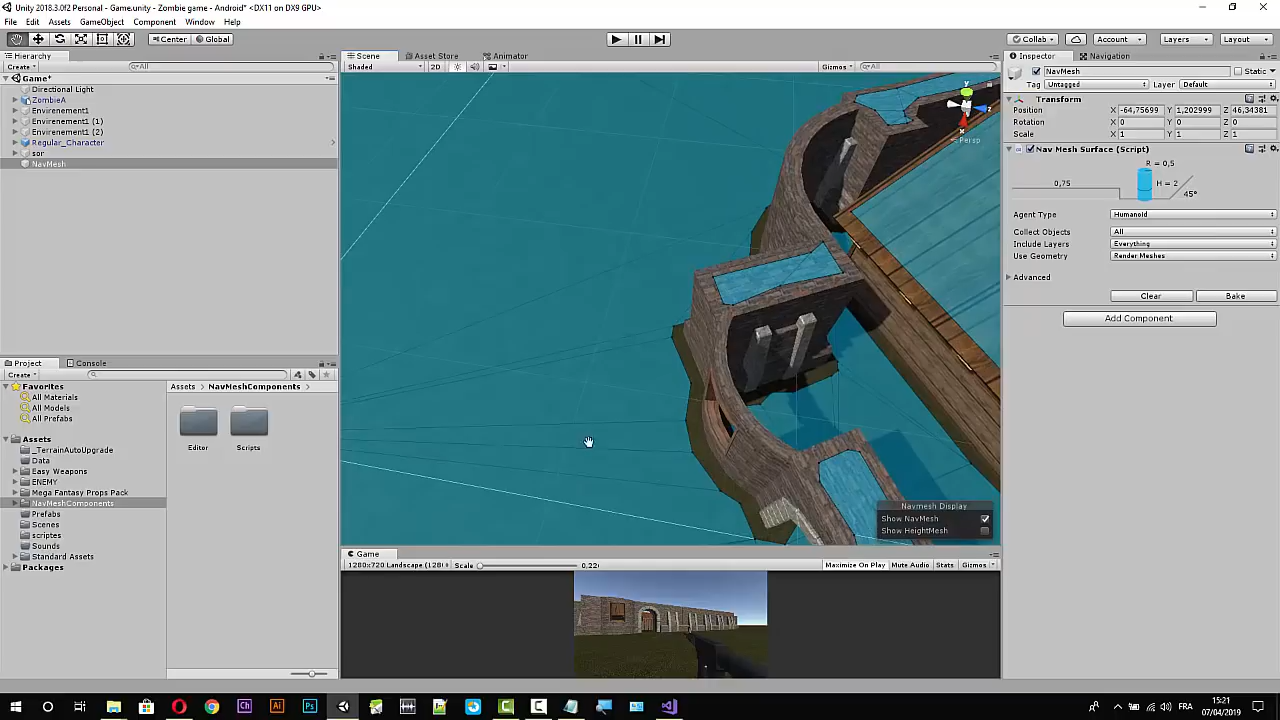 Unity 2018.3.0f2 Personal - Game.unity - Zombie game - Android* <DX11 on DX9 GPU>
File Edit Assets GameObject Component Window Help
Center Global Collab Account Layers Layout
Hierarchy
Create All
Game*
Directional Light
ZombieA
Envirenement1
Envirenement1 (1)
Envirenement1 (2)
Regular_Character
sor
NavMesh
Scene Asset Store Animator
Shaded 2D Gizmos All
Persp
Navmesh Display
Show NavMesh
Show HeightMesh
Inspector Navigation
NavMesh Static
Tag Untagged Layer Default
Transform
Position X -64,75699 Y 1,202999 Z 46,34381
Rotation X 0 Y 0 Z 0
Scale X 1 Y 1 Z 1
Nav Mesh Surface (Script)
R = 0,5
0,75 H = 2
45°
Agent Type Humanoid
Collect Objects All
Include Layers Everything
Use Geometry Render Meshes
Advanced
Clear Bake
Add Component
Project Console
Create
Favorites
All Materials
All Models
All Prefabs
Assets
_TerrainAutoUpgrade
Data
Easy Weapons
ENEMY
Mega Fantasy Props Pack
NavMeshComponents
Prefabs
Scenes
scriptes
Sounds
Standard Assets
Packages
Assets NavMeshComponents
Editor Scripts
Game
1280x720 Landscape (128 Scale 0,22 Maximize On Play Mute Audio Stats Gizmos
FRA
15:21
07/04/2019